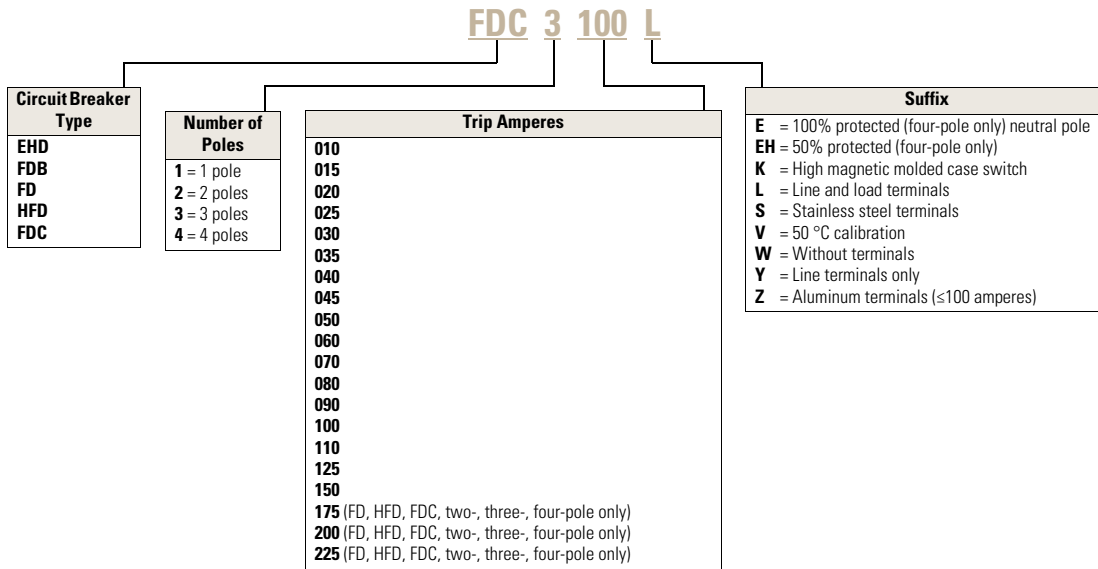 FDC 3 100 L
Circuit Breaker
Type
EHD
FDB
FD
HFD
FDC
Number of
Poles
1 = 1 pole
2 = 2 poles
3 = 3 poles
4 = 4 poles
Trip Amperes
010
015
020
025
030
035
040
045
050
060
070
080
090
100
110
125
150
175 (FD, HFD, FDC, two-, three-, four-pole only)
200 (FD, HFD, FDC, two-, three-, four-pole only)
225 (FD, HFD, FDC, two-, three-, four-pole only)
Suffix
E = 100% protected (four-pole only) neutral pole
EH = 50% protected (four-pole only)
K = High magnetic molded case switch
L = Line and load terminals
S = Stainless steel terminals
V = 50 °C calibration
W = Without terminals
Y = Line terminals only
Z = Aluminum terminals (≤100 amperes)